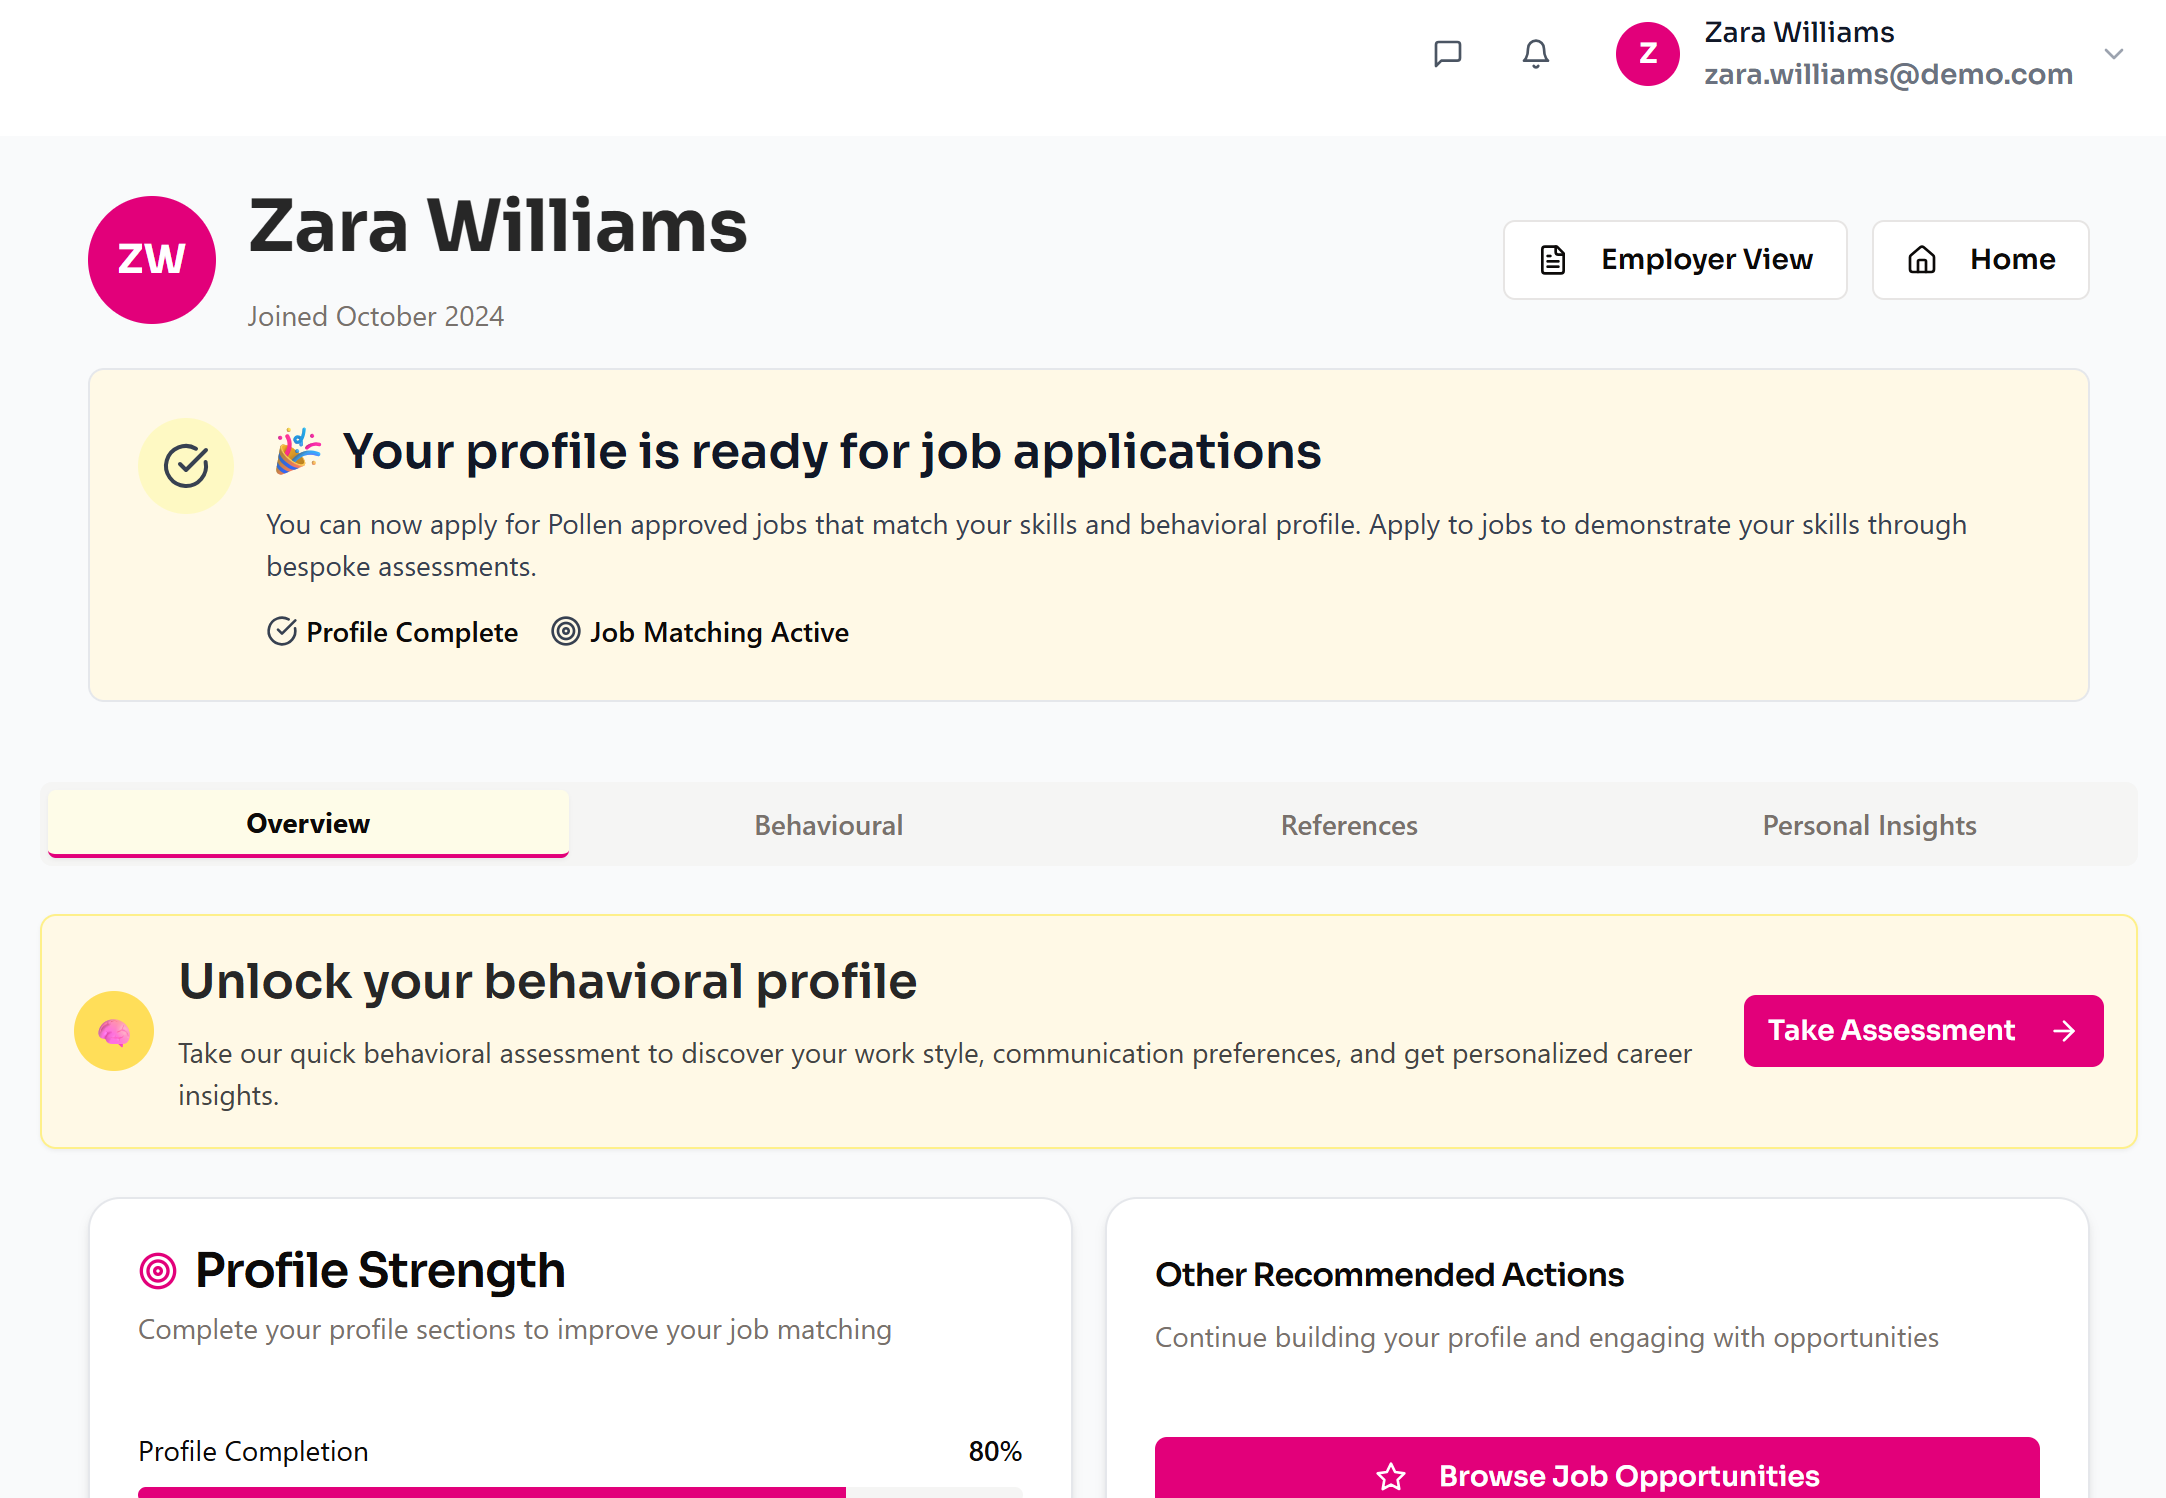 Zara Williams
zara.williams@demo.com
Z
ZW
Zara Williams
Joined October 2024
Employer View
Home
🎉 Your profile is ready for job applications
You can now apply for Pollen approved jobs that match your skills and behavioral profile. Apply to jobs to demonstrate your skills through
bespoke assessments.
Profile Complete
Job Matching Active
Overview
Behavioural
References
Personal Insights
Unlock your behavioral profile
Take our quick behavioral assessment to discover your work style, communication preferences, and get personalized career
insights.
Take Assessment
Profile Strength
Complete your profile sections to improve your job matching
Profile Completion
80%
Other Recommended Actions
Continue building your profile and engaging with opportunities
Browse Job Opportunities